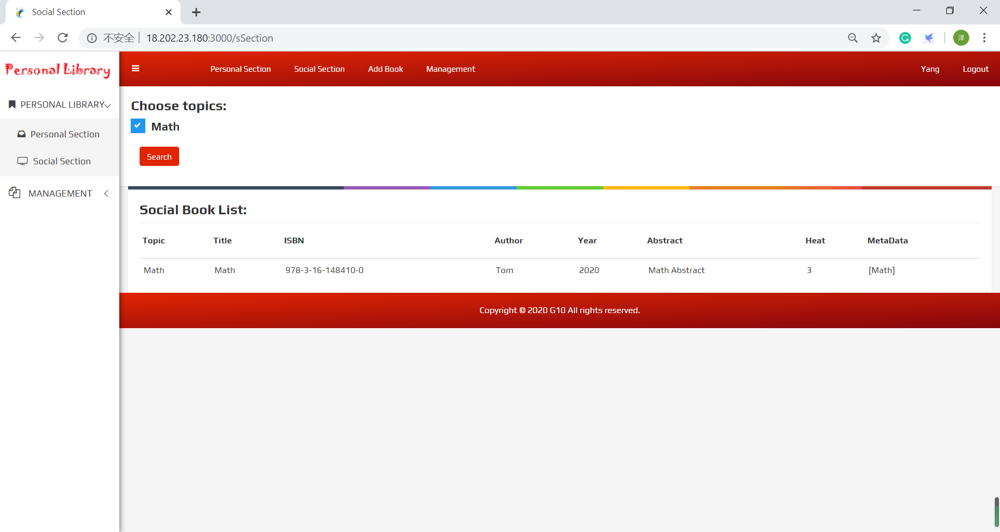 Social Section
不安全 18.202.23.180:3000/sSection
洋
Personal Library
Personal Section Social Section Add Book Management Yang Logout
PERSONAL LIBRARY
Personal Section
Social Section
MANAGEMENT
Choose topics:
Math
Search
Social Book List:
Topic Title ISBN Author Year Abstract Heat MetaData
Math Math 978-3-16-148410-0 Tom 2020 Math Abstract 3 [Math]
Copyright © 2020 G10 All rights reserved.